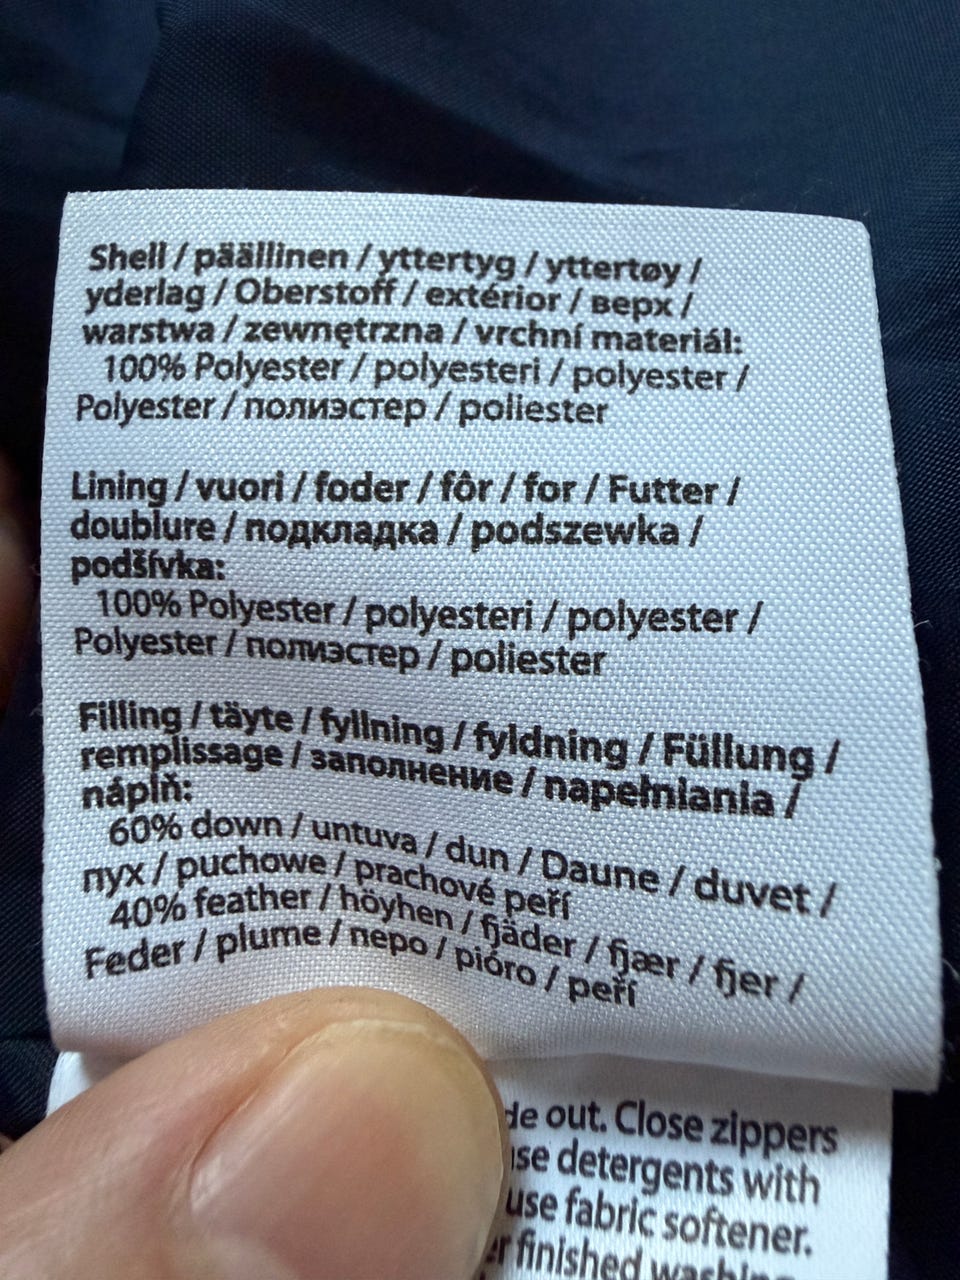 Shell / päällinen / yttertyg / yttertøy /
yderlag / Oberstoff / extérior / верх /
warstwa / zewnętrzna / vrchní materiál:
100% Polyester / polyesteri / polyester /
Polyester / полиэстер / poliester
Lining / vuori / foder / fôr / for / Futter /
doublure / подкладка / podszewka /
podšívka:
100% Polyester / polyesteri / polyester /
Polyester / полиэстер / poliester
Filling / täyte / fyllning / fyldning / Füllung /
remplissage / заполнение / napełniania /
náplň:
60% down / untuva / dun / Daune / duvet /
пух / puchowe / prachové peří
40% feather / höyhen / fjäder / fjær / fjer /
Feder / plume / перо / pióro / peří
out. Close zippers
detergents with
use fabric softener.
finished washing